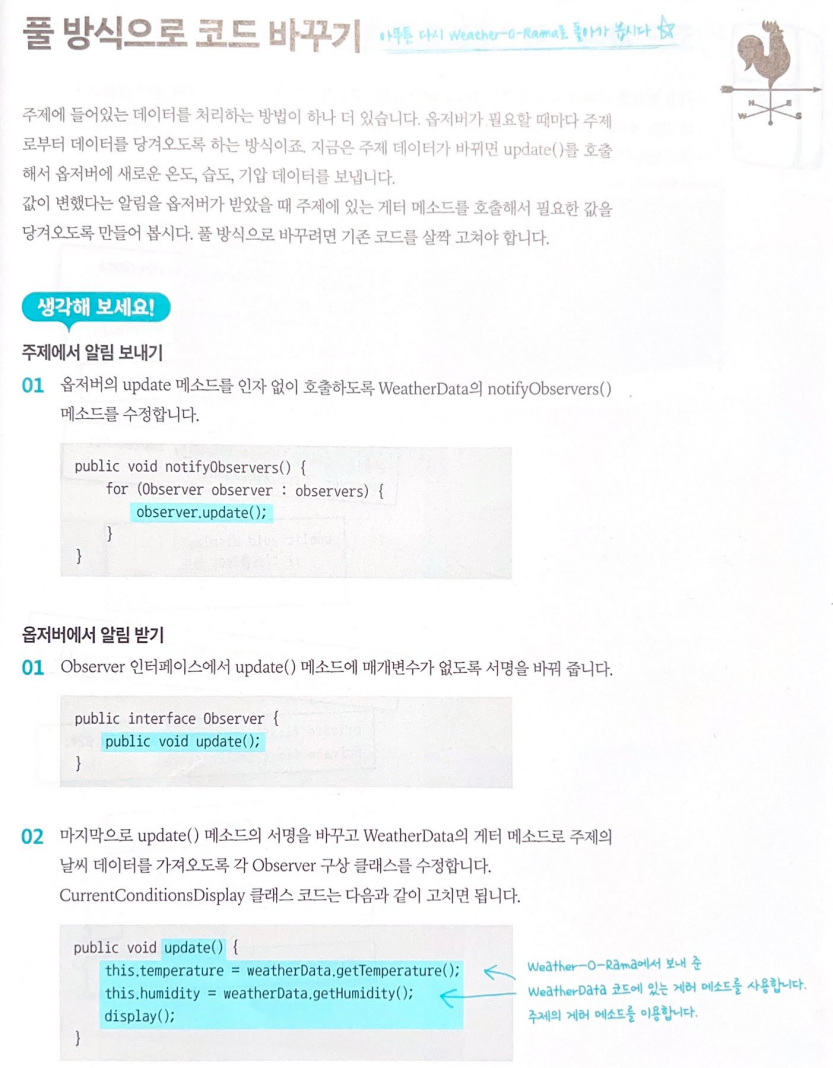 풀 방식으로 코드 바꾸기
아무튼 다시 Weather-O-Rama로 돌아가 봅시다
N
E
W
S
주제에 들어있는 데이터를 처리하는 방법이 하나 더 있습니다. 옵저버가 필요할 때마다 주제
로부터 데이터를 당겨오도록 하는 방식이죠. 지금은 주제 데이터가 바뀌면 update()를 호출
해서 옵저버에 새로운 온도, 습도, 기압 데이터를 보냅니다.
값이 변했다는 알림을 옵저버가 받았을 때 주제에 있는 게터 메소드를 호출해서 필요한 값을
당겨오도록 만들어 봅시다. 풀 방식으로 바꾸려면 기존 코드를 살짝 고쳐야 합니다.
생각해 보세요!
주제에서 알림 보내기
01 옵저버의 update 메소드를 인자 없이 호출하도록 WeatherData의 notifyObservers()
메소드를 수정합니다.
public void notifyObservers() {
for (Observer observer : observers) {
observer.update();
}
}
옵저버에서 알림 받기
01 Observer 인터페이스에서 update() 메소드에 매개변수가 없도록 서명을 바꿔 줍니다.
public interface Observer {
public void update();
}
02 마지막으로 update() 메소드의 서명을 바꾸고 WeatherData의 게터 메소드로 주제의
날씨 데이터를 가져오도록 각 Observer 구상 클래스를 수정합니다.
CurrentConditionsDisplay 클래스 코드는 다음과 같이 고치면 됩니다.
public void update() {
this.temperature = weatherData.getTemperature();
this.humidity = weatherData.getHumidity();
display();
}
Weather-O-Rama에서 보내 준
WeatherData 코드에 있는 게터 메소드를 사용합니다.
주제의 게터 메소드를 이용합니다.